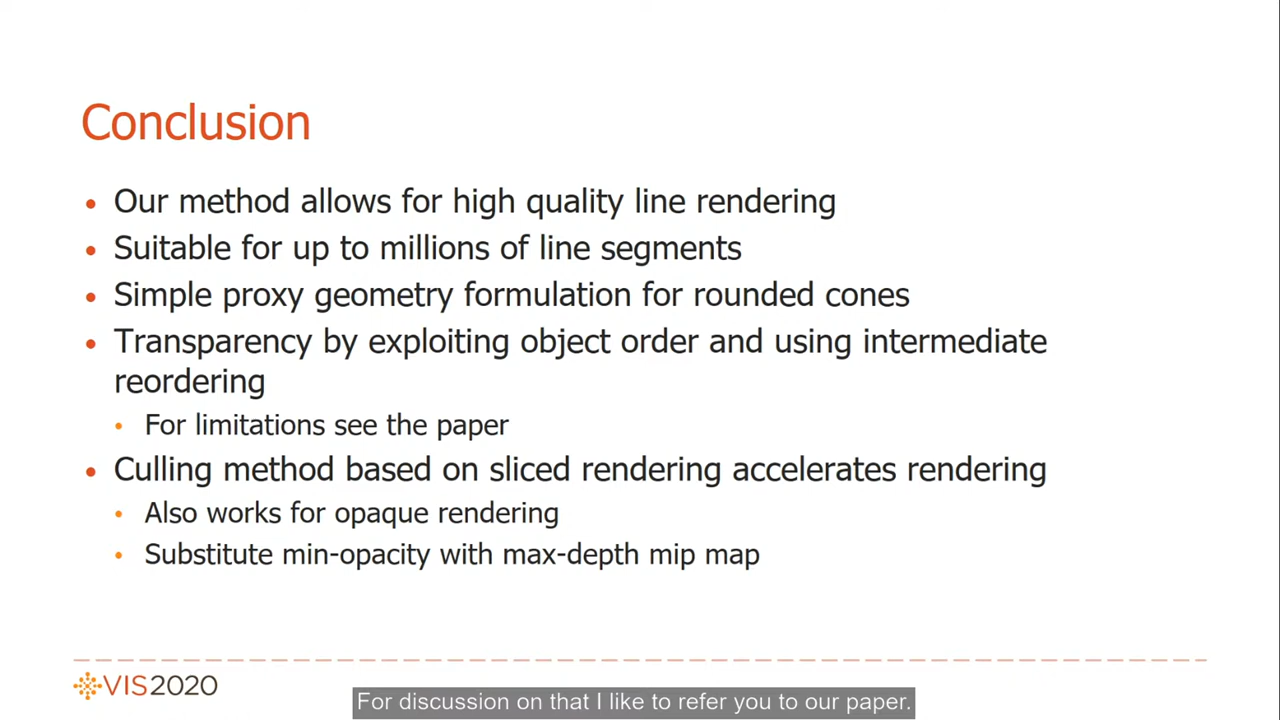 Conclusion
• Our method allows for high quality line rendering
• Suitable for up to millions of line segments
• Simple proxy geometry formulation for rounded cones
• Transparency by exploiting object order and using intermediate
reordering
• For limitations see the paper
• Culling method based on sliced rendering accelerates rendering
• Also works for opaque rendering
• Substitute min-opacity with max-depth mip map
VIS2020
For discussion on that I like to refer you to our paper.